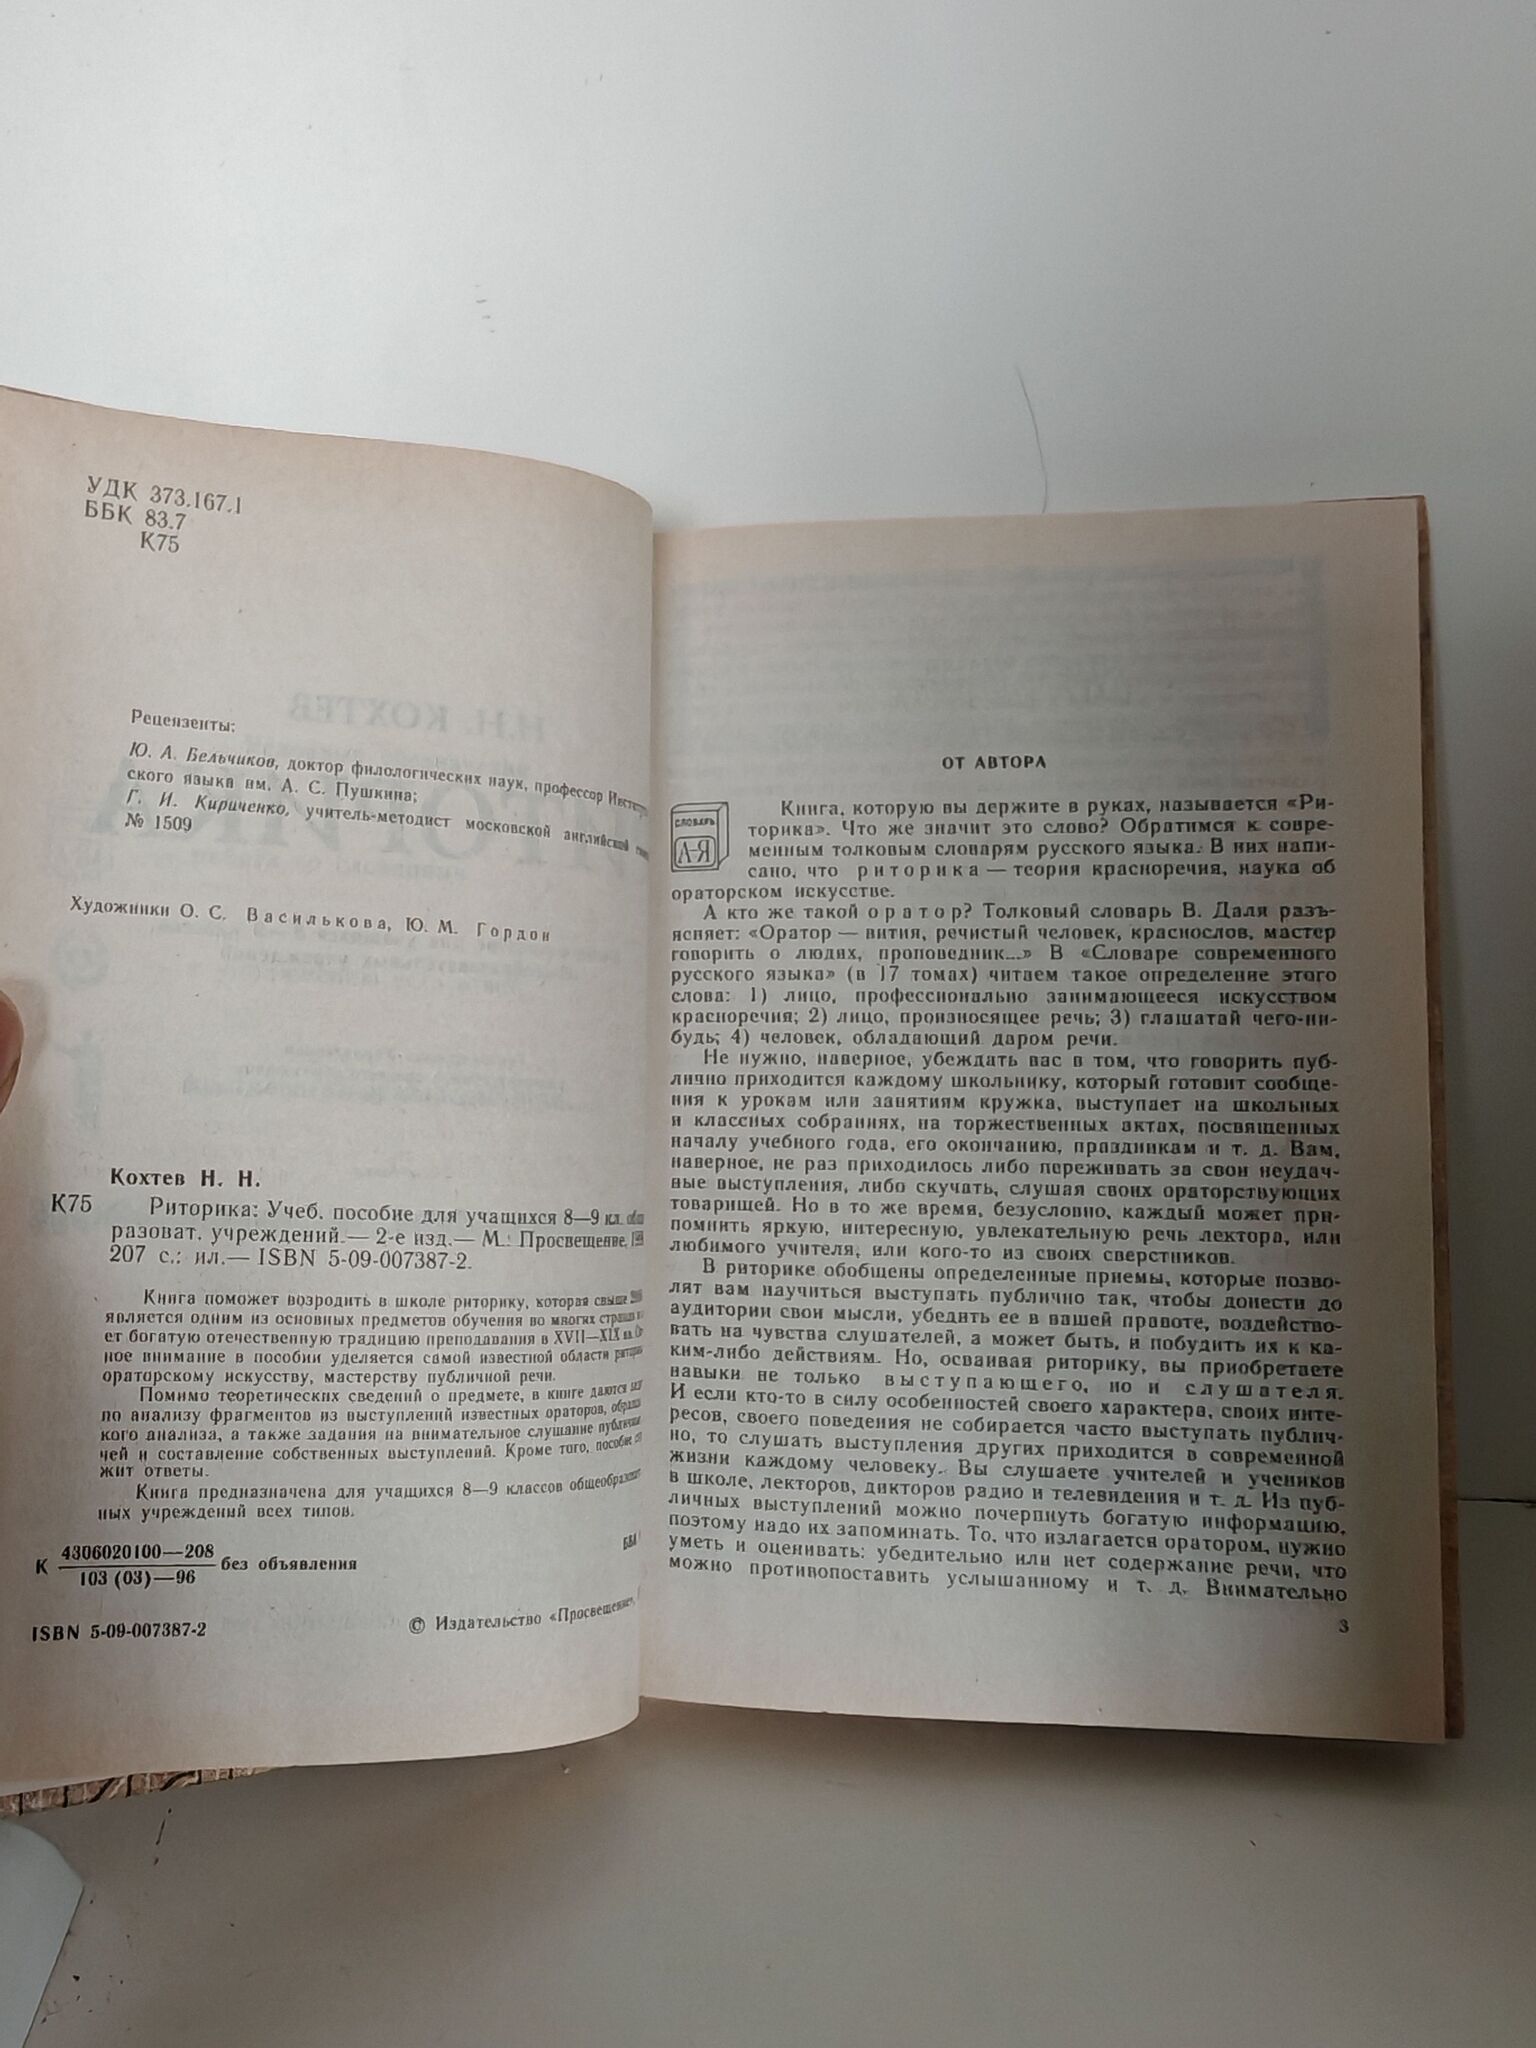 УДК 373.167.1
ББК 83.7
К75
Рецензенты:
Ю. А. Бельчиков, доктор филологических наук, профессор
ского языка им. А. С. Пушкина;
Г. И. Кириченко, учитель-методист московской английской
№ 1509
Художники О. С. Василькова, Ю. М. Гордон
Кохтев Н. Н.
К75 Риторика: Учеб. пособие для учащихся 8—9 кл.
разоват. учреждений.— 2-е изд.— М.: Просвещение,
207 с.: ил.— ISBN 5-09-007387-2.
Книга поможет возродить в школе риторику, которая свыше
является одним из основных предметов обучения во многих странах
ет богатую отечественную традицию преподавания в XVII—XIX вв.
ное внимание в пособии уделяется самой известной области
ораторскому искусству, мастерству публичной речи.
Помимо теоретических сведений о предмете, в книге даются
по анализу фрагментов из выступлений известных ораторов,
кого анализа, а также задания на внимательное слушание
чей и составление собственных выступлений. Кроме того, пособие
жит ответы.
Книга предназначена для учащихся 8—9 классов
ных учреждений всех типов.
К 4306020100—208 без объявления
103 (03)—96
ББК
ISBN 5-09-007387-2
© Издательство «Просвещение»,
ОТ АВТОРА
СЛОВАРЬ
А-Я
Книга, которую вы держите в руках, называется «Ри-
торика». Что же значит это слово? Обратимся к совре-
менным толковым словарям русского языка. В них напи-
сано, что риторика — теория красноречия, наука об
ораторском искусстве.
А кто же такой оратор? Толковый словарь В. Даля разъ-
ясняет: «Оратор — вития, речистый человек, краснослов, мастер
говорить о людях, проповедник...» В «Словаре современного
русского языка» (в 17 томах) читаем такое определение этого
слова: 1) лицо, профессионально занимающееся искусством
красноречия; 2) лицо, произносящее речь; 3) глашатай чего-ни-
будь; 4) человек, обладающий даром речи.
Не нужно, наверное, убеждать вас в том, что говорить пуб-
лично приходится каждому школьнику, который готовит сообще-
ния к урокам или занятиям кружка, выступает на школьных
и классных собраниях, на торжественных актах, посвященных
началу учебного года, его окончанию, праздникам и т. д. Вам,
наверное, не раз приходилось либо переживать за свои неудач-
ные выступления, либо скучать, слушая своих ораторствующих
товарищей. Но в то же время, безусловно, каждый может при-
помнить яркую, интересную, увлекательную речь лектора, или
любимого учителя, или кого-то из своих сверстников.
В риторике обобщены определенные приемы, которые позво-
лят вам научиться выступать публично так, чтобы донести до
аудитории свои мысли, убедить ее в вашей правоте, воздейство-
вать на чувства слушателей, а может быть, и побудить их к ка-
ким-либо действиям. Но, осваивая риторику, вы приобретаете
навыки не только выступающего, но и слушателя.
И если кто-то в силу особенностей своего характера, своих инте-
ресов, своего поведения не собирается часто выступать публич-
но, то слушать выступления других приходится в современной
жизни каждому человеку. Вы слушаете учителей и учеников
в школе, лекторов, дикторов радио и телевидения и т. д. Из пуб-
личных выступлений можно почерпнуть богатую информацию,
поэтому надо их запоминать. То, что излагается оратором, нужно
уметь и оценивать: убедительно или нет содержание речи, что
можно противопоставить услышанному и т. д. Внимательно
3